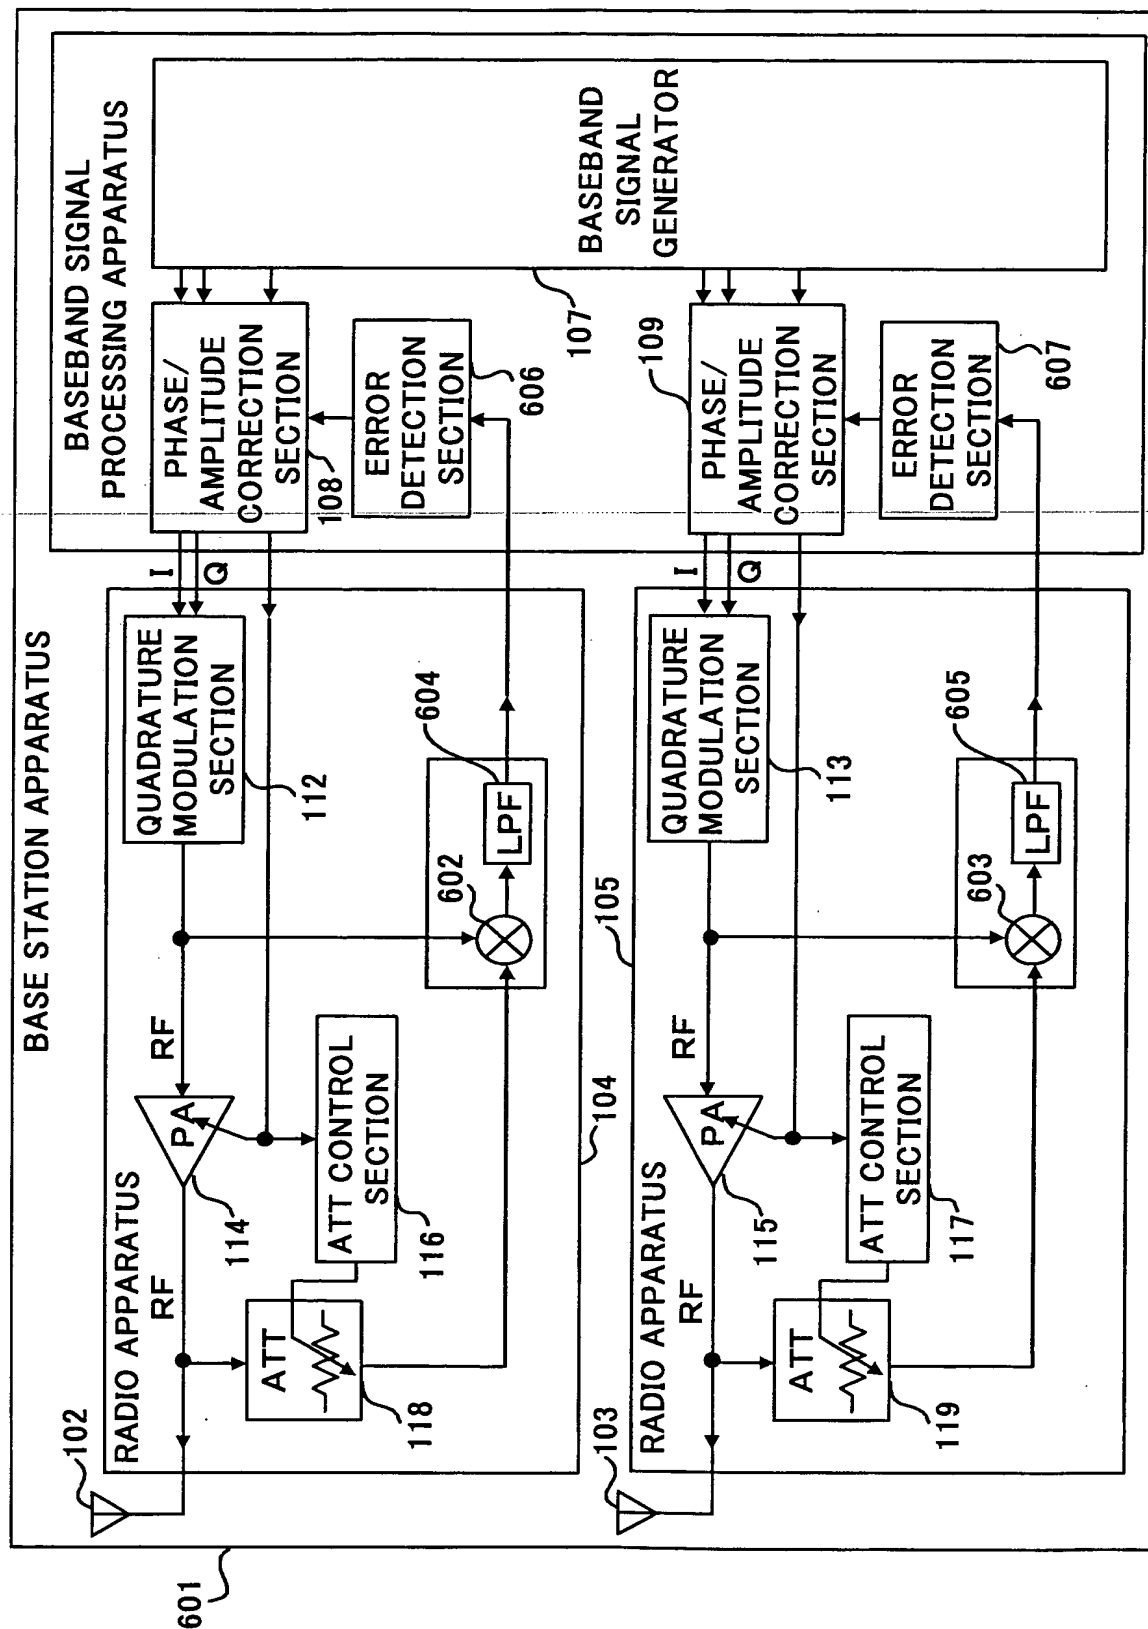 BASE STATION APPARATUS
601
102
RADIO APPARATUS
RF
114
PA
RF
ATT
118
ATT CONTROL
SECTION
116
104
QUADRATURE
MODULATION
SECTION
112
I
Q
602
604
LPF
BASEBAND SIGNAL
PROCESSING APPARATUS
PHASE/
AMPLITUDE
CORRECTION
SECTION
108
ERROR
DETECTION
SECTION
606
BASEBAND
SIGNAL
GENERATOR
107
103
RADIO APPARATUS
RF
115
PA
RF
ATT
119
ATT CONTROL
SECTION
117
105
QUADRATURE
MODULATION
SECTION
113
I
Q
603
605
LPF
109
PHASE/
AMPLITUDE
CORRECTION
SECTION
ERROR
DETECTION
SECTION
607